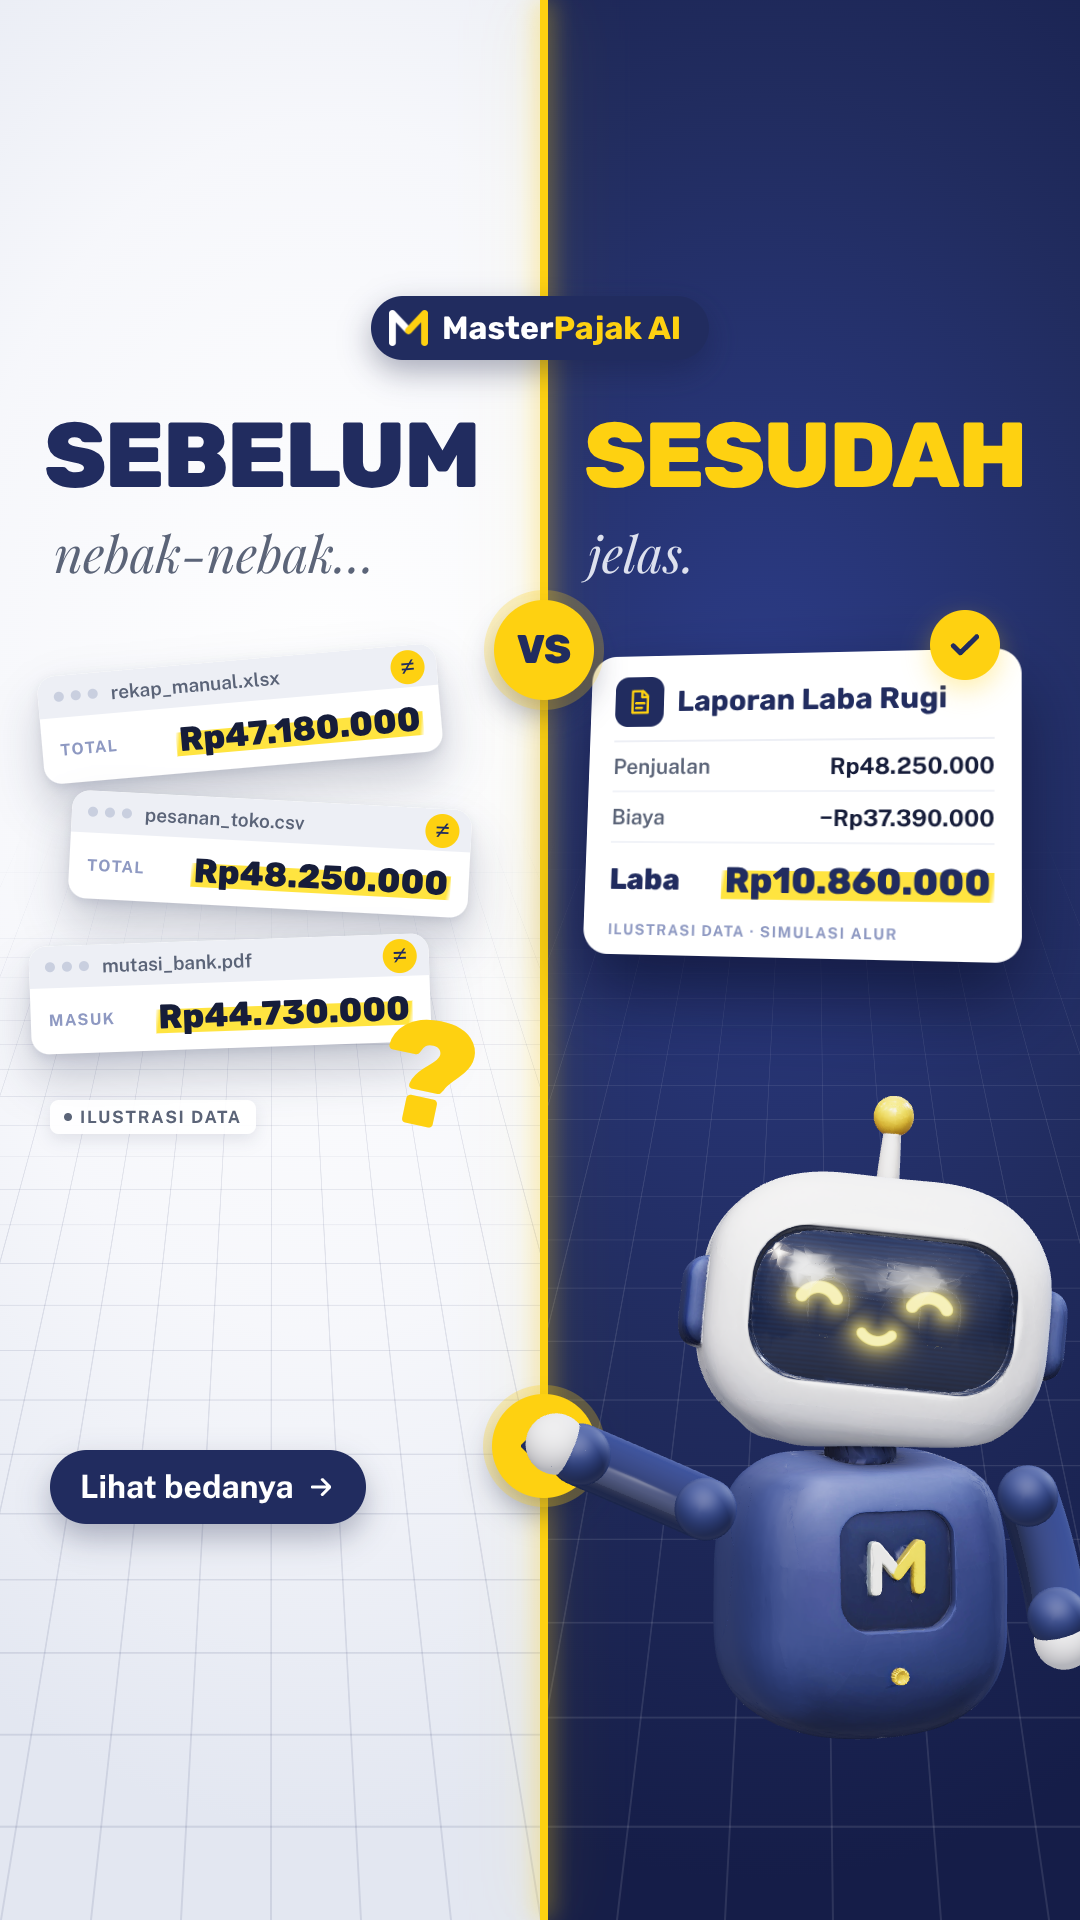 MasterPajak AI
SEBELUM
nebak-nebak...
rekap_manual.xlsx
≠
TOTAL
Rp47.180.000
pesanan_toko.csv
≠
TOTAL
Rp48.250.000
mutasi_bank.pdf
≠
MASUK
Rp44.730.000
?
ILUSTRASI DATA
Lihat bedanya →
VS
SESUDAH
jelas.
Laporan Laba Rugi
Penjualan Rp48.250.000
Biaya −Rp37.390.000
Laba Rp10.860.000
ILUSTRASI DATA · SIMULASI ALUR
M